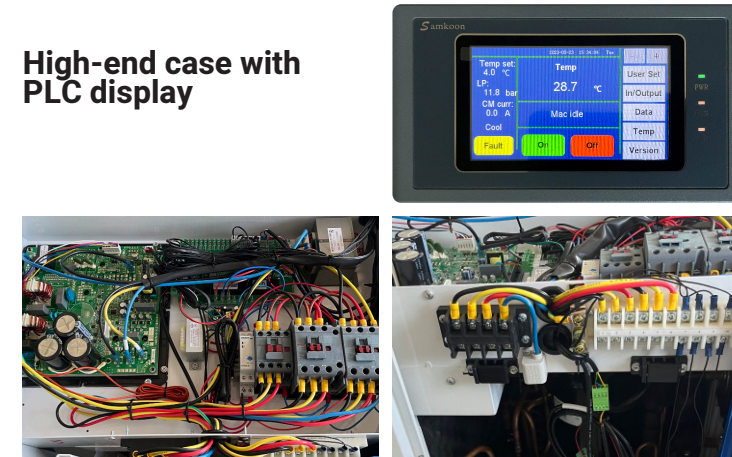 High-end case with
PLC display
Samkoon
Temp set:
4.0 ℃
LP:
11.8 bar
CM curr:
0.0 A
Cool
Fault
Temp
28.7 ℃
Mac idle
On
Off
User Set
In/Output
Data
Temp
Version
PWR